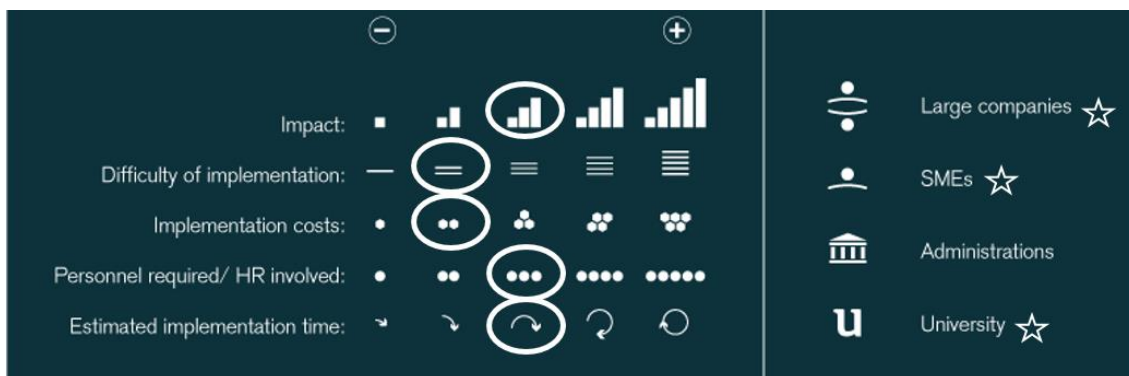 Impact:
Difficulty of implementation:
Implementation costs:
Personnel required/ HR involved:
Estimated implementation time:
Large companies
SMEs
Administrations
University